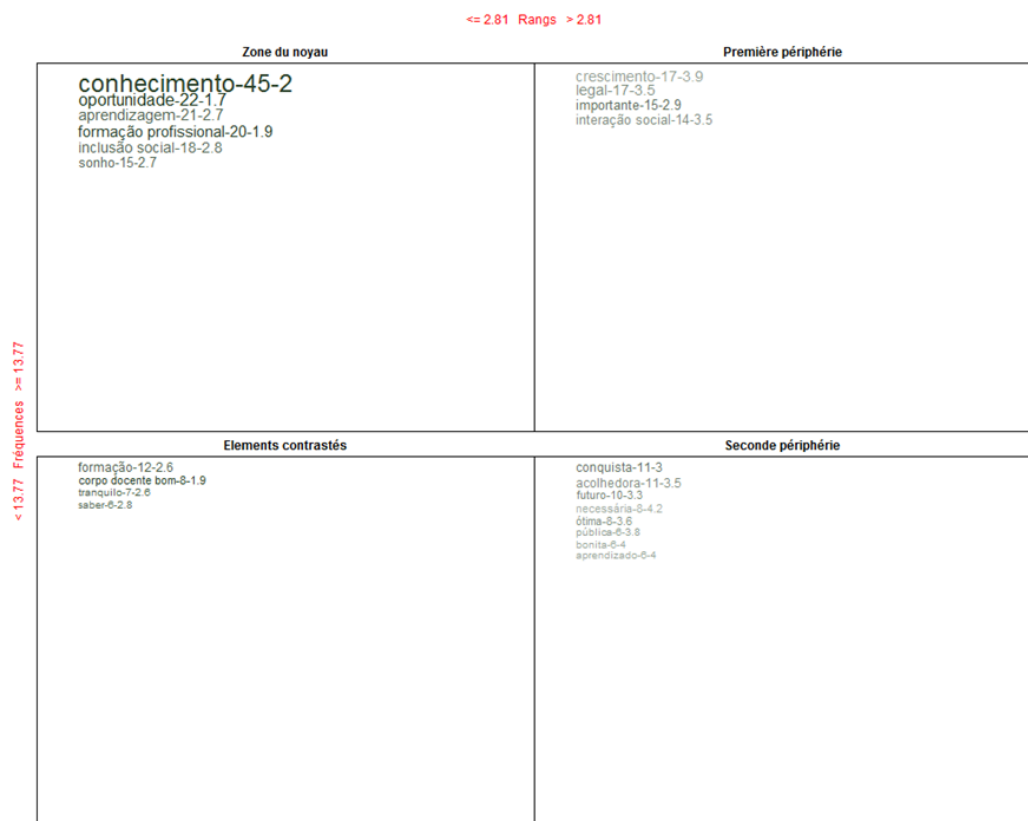 <= 2.81 Rangs > 2.81
Zone du noyau
conhecimento-45-2
oportunidade-22-1.7
aprendizagem-21-2.7
formação profissional-20-1.9
inclusão social-18-2.8
sonho-15-2.7
Première périphérie
crescimento-17-3.9
legal-17-3.5
importante-15-2.9
interação social-14-3.5
< 13.77 Fréquences >= 13.77
Elements contrastés
formação-12-2.6
corpo docente bom-8-1.9
tranquilo-7-2.6
saber-6-2.8
Seconde périphérie
conquista-11-3
acolhedora-11-3.5
futuro-10-3.3
necessária-8-4.2
ótima-8-3.6
pública-6-3.8
bonita-6-4
aprendizado-6-4